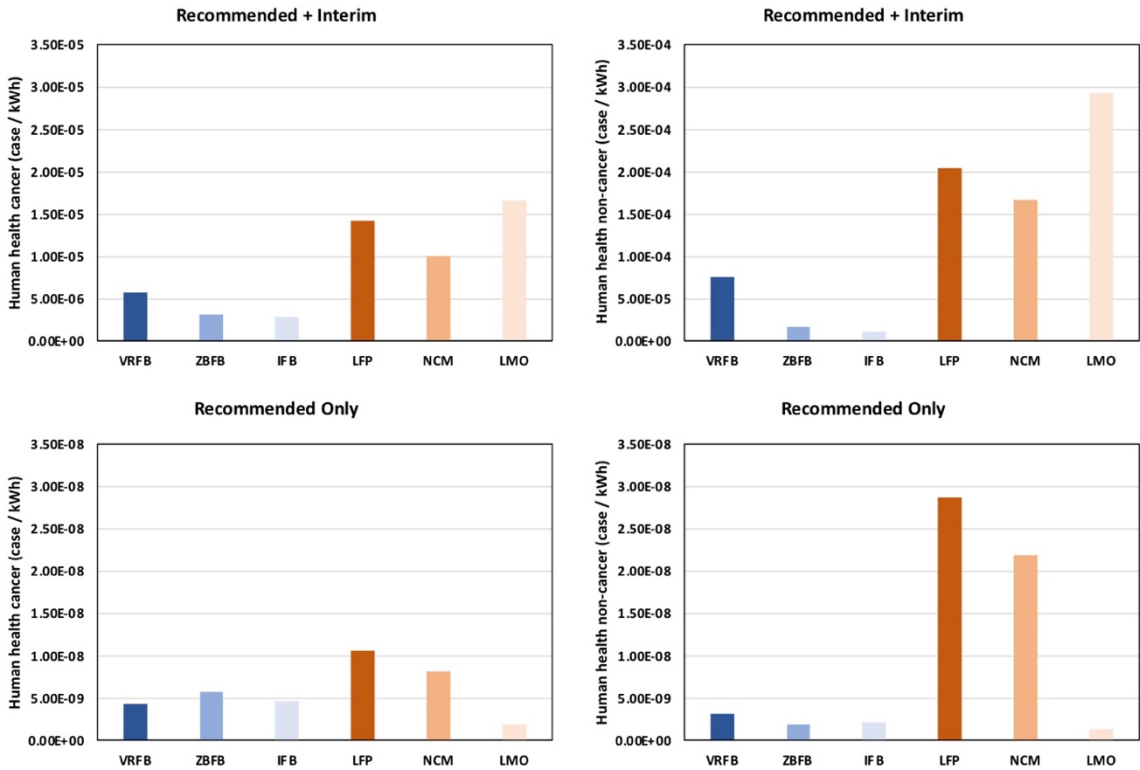 Recommended + Interim
Human health cancer (case / kWh)
3.50E-05
3.00E-05
2.50E-05
2.00E-05
1.50E-05
1.00E-05
5.00E-06
0.00E+00
VRFB ZBFB IFB LFP NCM LMO
Recommended + Interim
Human health non-cancer (case / kWh)
3.50E-04
3.00E-04
2.50E-04
2.00E-04
1.50E-04
1.00E-04
5.00E-05
0.00E+00
VRFB ZBFB IFB LFP NCM LMO
Recommended Only
Human health cancer (case / kWh)
3.50E-08
3.00E-08
2.50E-08
2.00E-08
1.50E-08
1.00E-08
5.00E-09
0.00E+00
VRFB ZBFB IFB LFP NCM LMO
Recommended Only
Human health non-cancer (case / kWh)
3.50E-08
3.00E-08
2.50E-08
2.00E-08
1.50E-08
1.00E-08
5.00E-09
0.00E+00
VRFB ZBFB IFB LFP NCM LMO